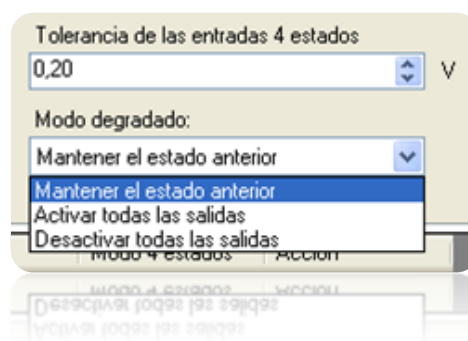 Tolerancia de las entradas 4 estados
0,20 V
Modo degradado:
Mantener el estado anterior
Mantener el estado anterior
Activar todas las salidas
Desactivar todas las salidas
Modo 4 estados Acción